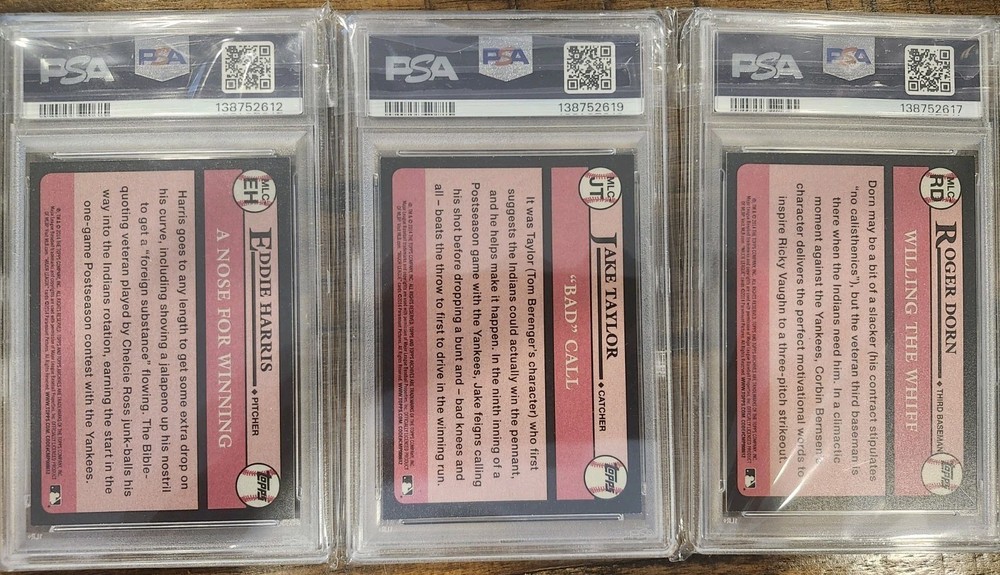 PSA
PSA
138752612
MLC
EH
EDDIE HARRIS
◆ PITCHER
Topps
A NOSE FOR WINNING
Harris goes to any length to get some extra drop on
his curve, including shoving a jalapeno up his nostril
to get a "foreign substance" flowing. The Bible-
quoting veteran played by Chelcie Ross junk-balls his
way into the Indians rotation, earning the start in the
one-game Postseason contest with the Yankees.
PSA
PSA
138752619
MLC
JT
JAKE TAYLOR
◆ CATCHER
Topps
"BAD" CALL
It was Taylor (Tom Berenger's character) who first
suggests the Indians could actually win the pennant,
and he helps make it happen. In the ninth inning of a
Postseason game with the Yankees, Jake feigns calling
his shot before dropping a bunt and – bad knees and
all – beats the throw to first to drive in the winning run.
PSA
PSA
138752617
MLC
RD
ROGER DORN
◆ THIRD BASEMAN
Topps
WILLING THE WHIFF
Dorn may be a bit of a slacker (his contract stipulates
"no calisthenics"), but the veteran third baseman is
there when the Indians need him. In a climactic
moment against the Yankees, Corbin Bernsen's
character delivers the perfect motivational words to
inspire Ricky Vaughn to a three-pitch strikeout.